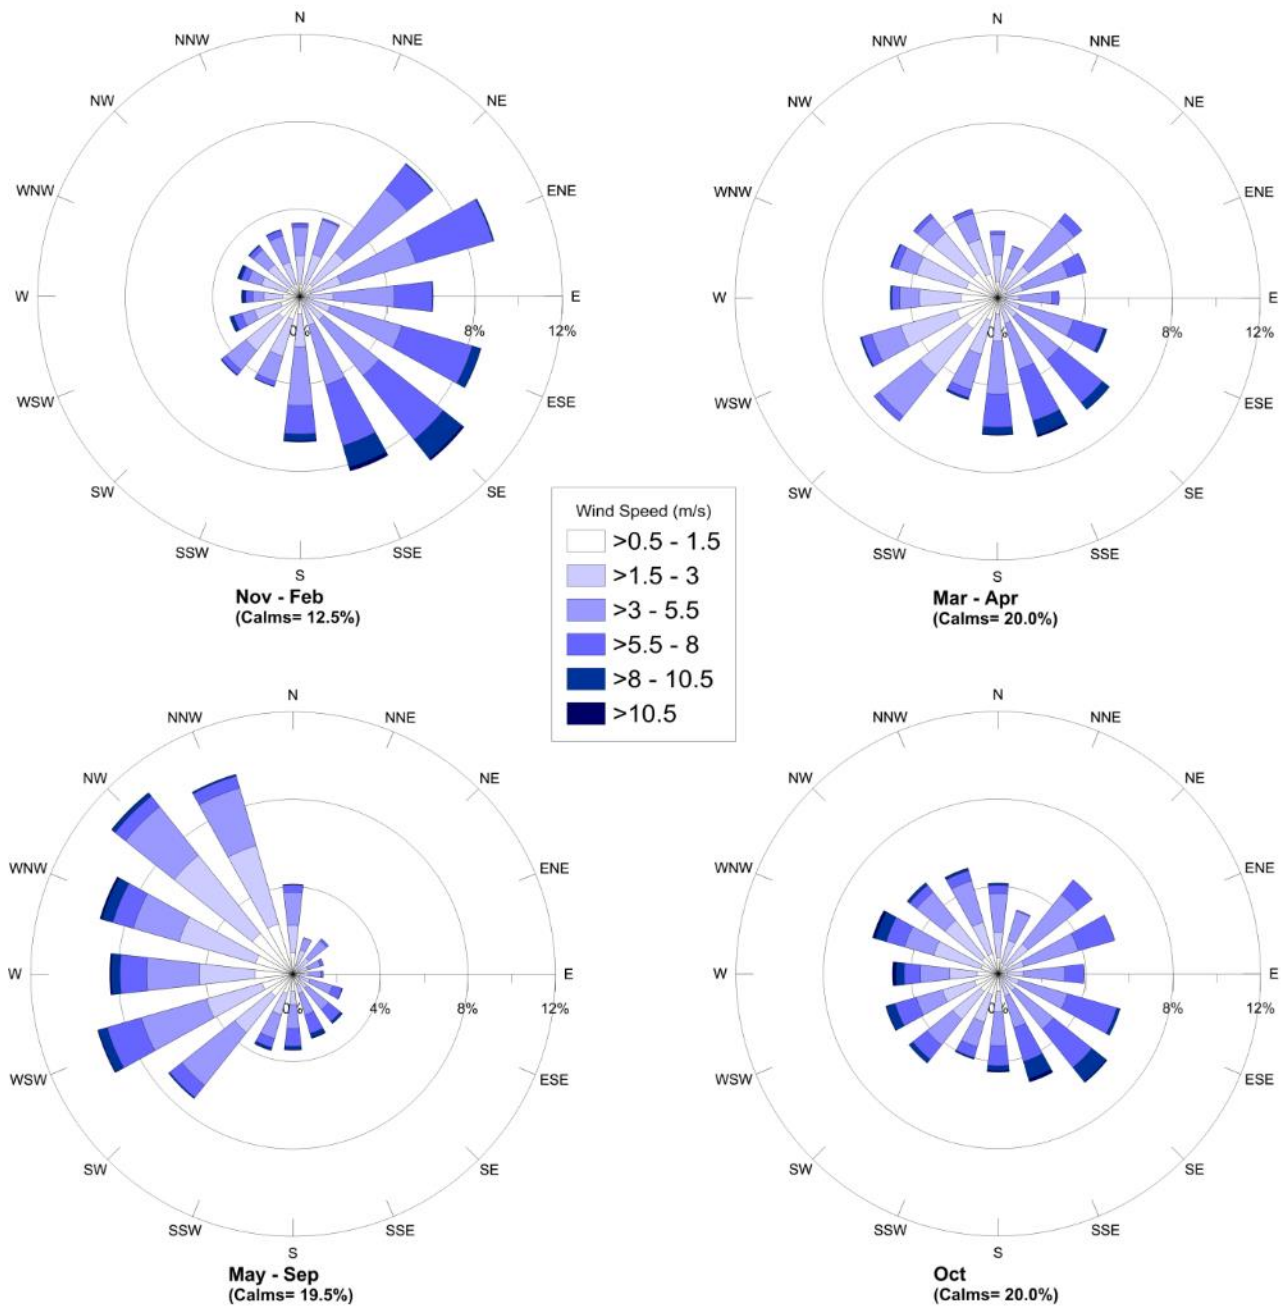 N
NNW
NNE
NW
NE
WNW
ENE
W
0%
8%
12%
E
WSW
ESE
SW
SE
SSW
SSE
S
Nov - Feb
(Calms= 12.5%)
N
NNW
NNE
NW
NE
WNW
ENE
W
0%
8%
12%
E
WSW
ESE
SW
SE
SSW
SSE
S
Mar - Apr
(Calms= 20.0%)
Wind Speed (m/s)
>0.5 - 1.5
>1.5 - 3
>3 - 5.5
>5.5 - 8
>8 - 10.5
>10.5
N
NNW
NNE
NW
NE
WNW
ENE
W
0%
4%
8%
12%
E
WSW
ESE
SW
SE
SSW
SSE
S
May - Sep
(Calms= 19.5%)
N
NNW
NNE
NW
NE
WNW
ENE
W
0%
8%
12%
E
WSW
ESE
SW
SE
SSW
SSE
S
Oct
(Calms= 20.0%)